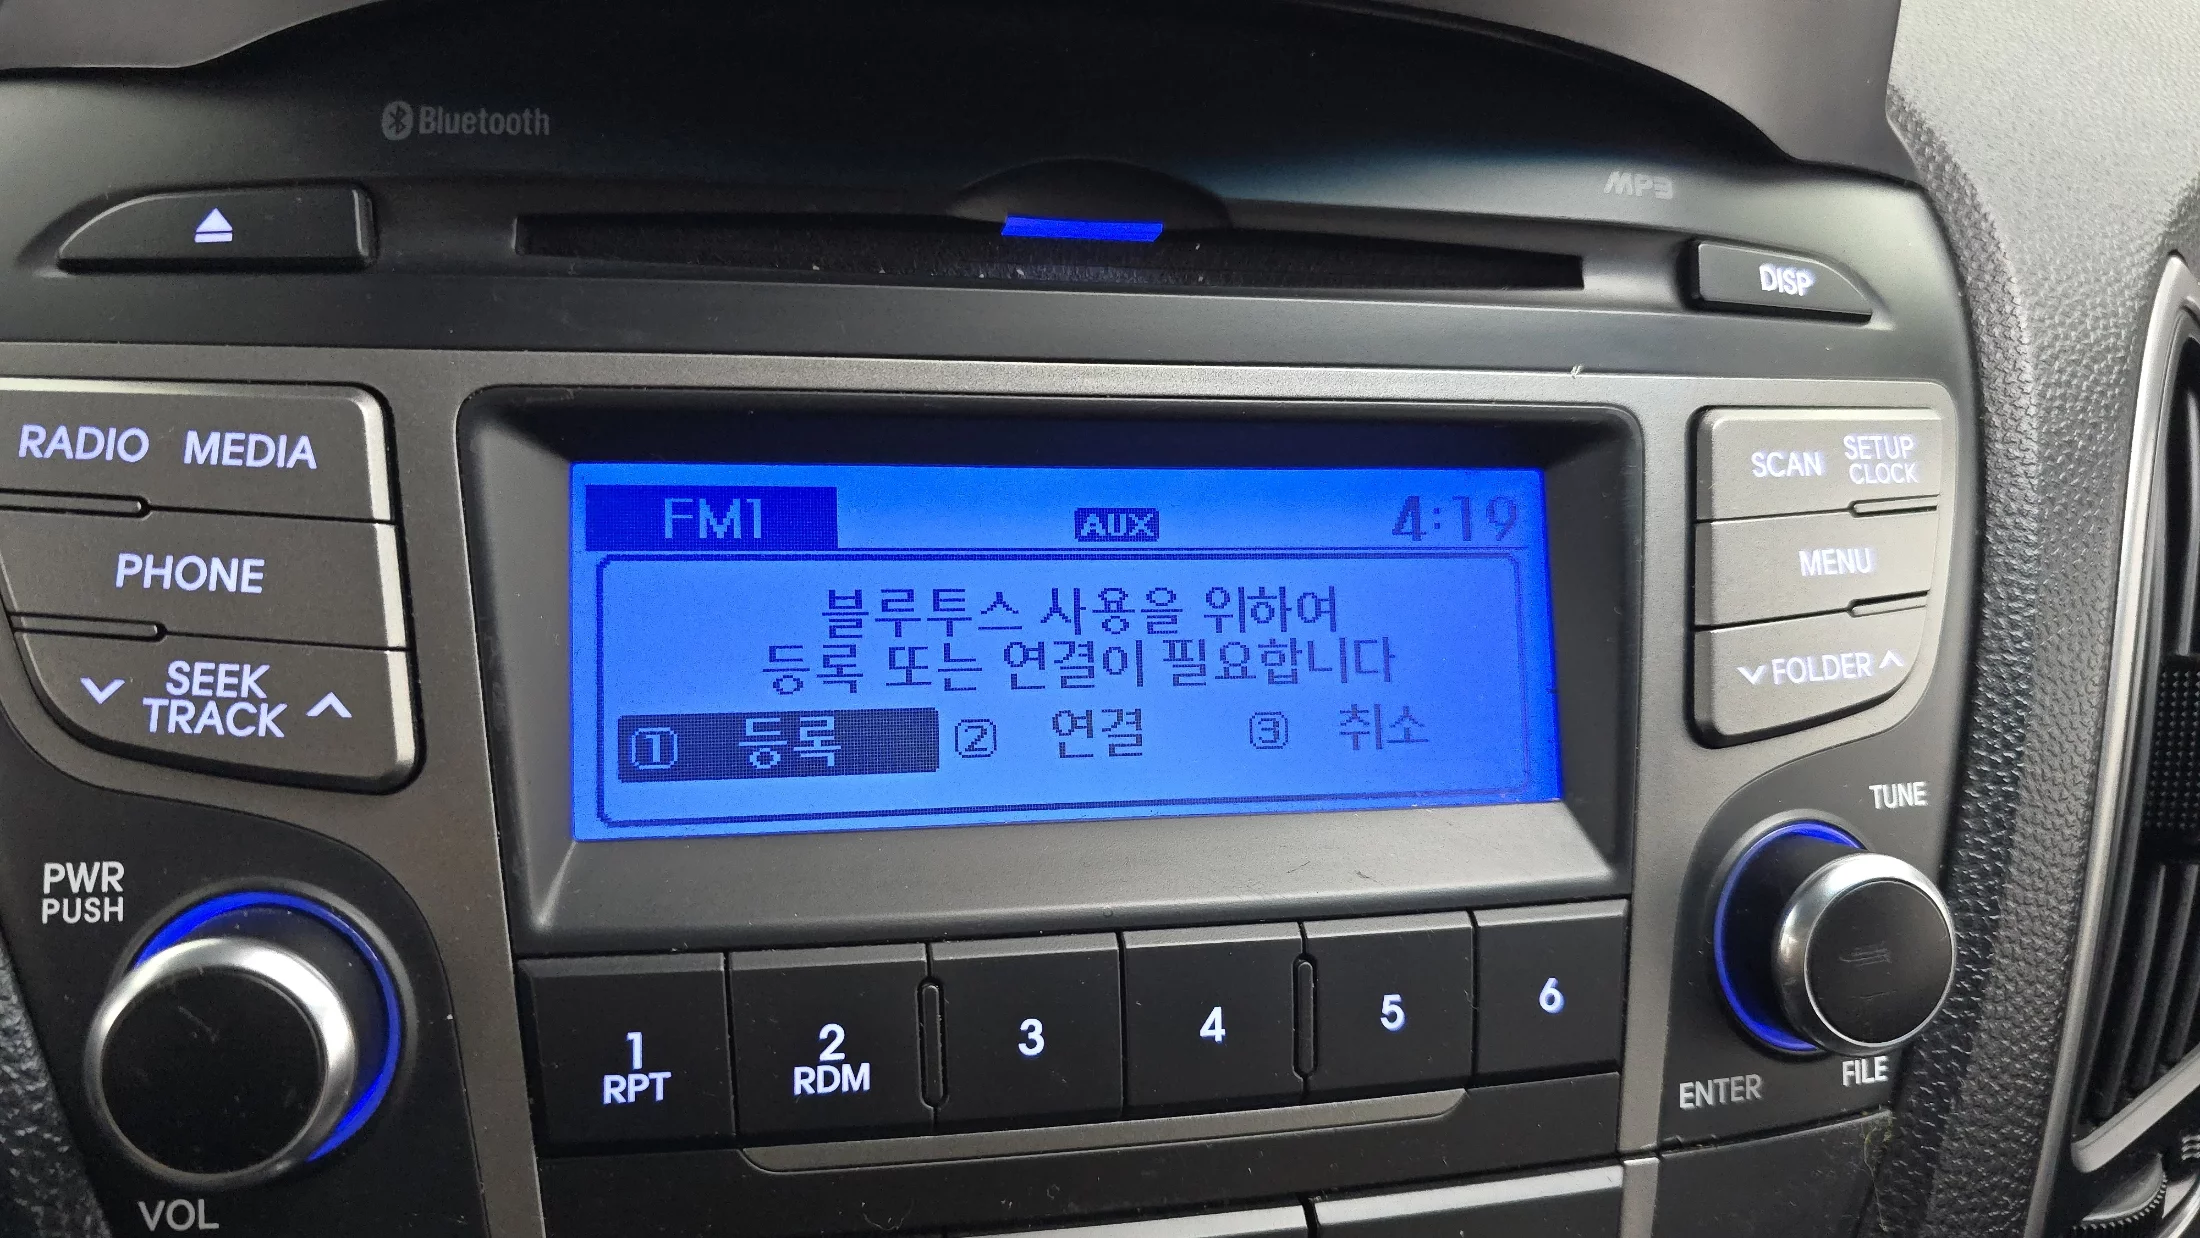 Bluetooth
MP3
DISP
RADIO MEDIA
SCAN SETUP CLOCK
PHONE
MENU
SEEK TRACK
FOLDER
FM1 AUX 4:19
블루투스 사용을 위하여
등록 또는 연결이 필요합니다
① 등록 ② 연결 ③ 취소
TUNE
PWR
PUSH
VOL
1 RPT
2 RDM
3
4
5
6
ENTER
FILE